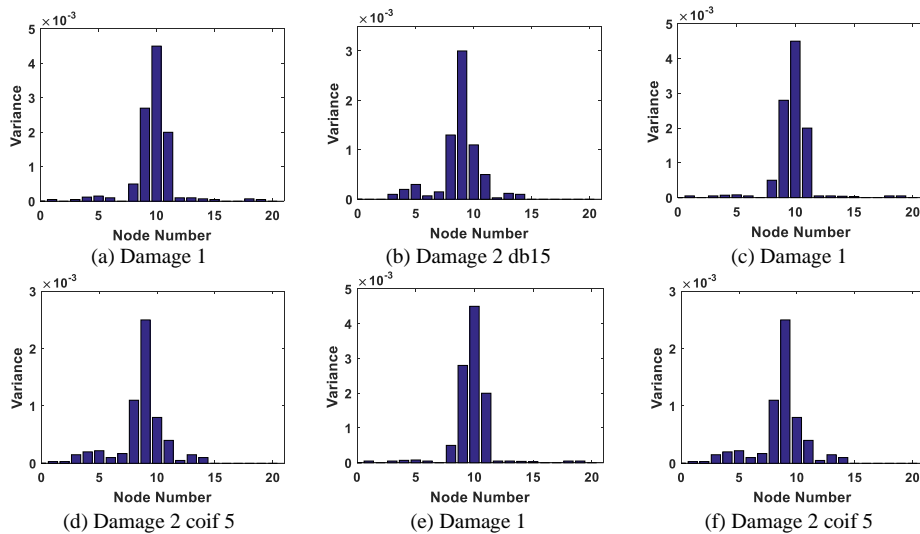 ×10⁻³
5
4
3
2
1
0
Variance
0 5 10 15 20
Node Number
(a) Damage 1
×10⁻³
3
2
1
0
Variance
0 5 10 15 20
Node Number
(b) Damage 2 db15
×10⁻³
5
4
3
2
1
0
Variance
0 5 10 15 20
Node Number
(c) Damage 1
×10⁻³
3
2
1
0
Variance
0 5 10 15 20
Node Number
(d) Damage 2 coif 5
×10⁻³
5
4
3
2
1
0
Variance
0 5 10 15 20
Node Number
(e) Damage 1
×10⁻³
3
2
1
0
Variance
0 5 10 15 20
Node Number
(f) Damage 2 coif 5